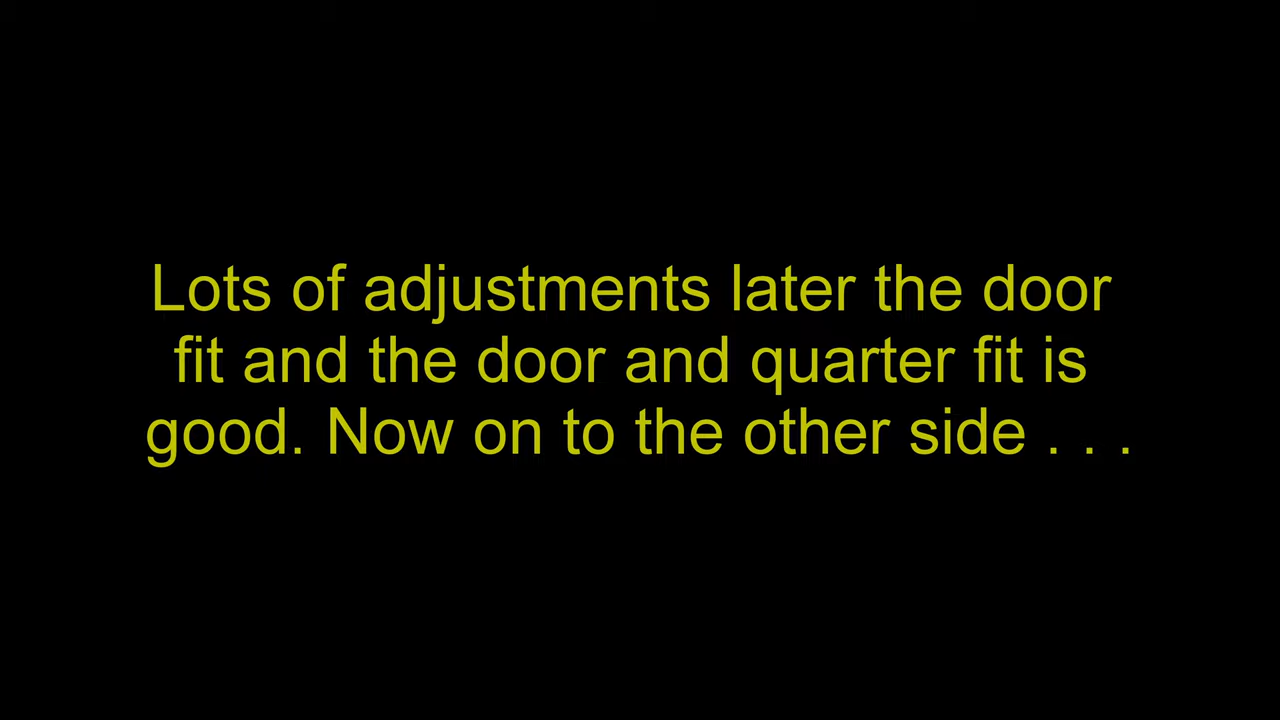 Lots of adjustments later the door
fit and the door and quarter fit is
good. Now on to the other side . . .